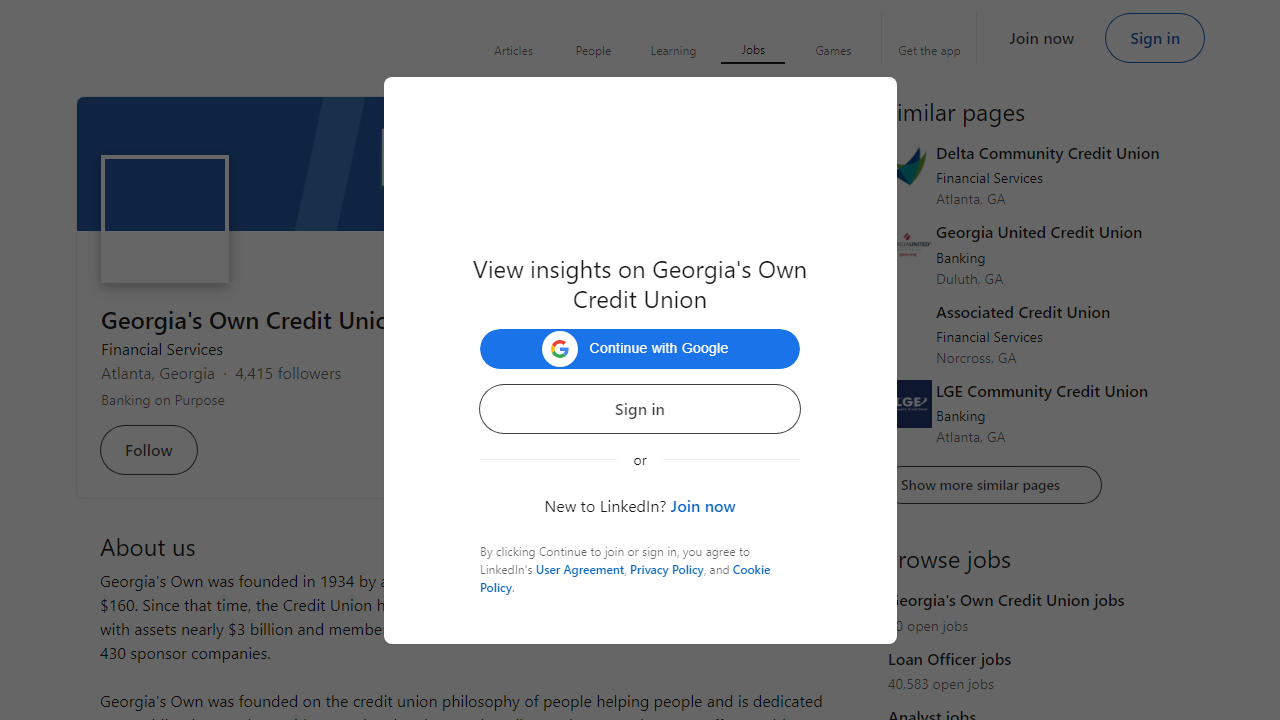 Articles
People
Learning
Jobs
Games
Get the app
Join now
Sign in
Georgia's Own Credit
Financial Services
Atlanta, Georgia · 4,415 followers
Banking on Purpose
Follow
About us
Georgia's Own was founded in 1934 by
$160. Since that time, the Credit Union
with assets nearly $3 billion and
430 sponsor companies.
Georgia's Own was founded on the credit union philosophy of people helping people and is dedicated
View insights on Georgia's Own
Credit Union
Continue with Google
Sign in
or
New to LinkedIn? Join now
By clicking Continue to join or sign in, you agree to
LinkedIn's User Agreement, Privacy Policy, and Cookie
Policy.
pages
Delta Community Credit Union
Financial Services
Atlanta, GA
Georgia United Credit Union
Banking
Duluth, GA
Associated Credit Union
Financial Services
Norcross, GA
LGE
LGE Community Credit Union
Banking
Atlanta, GA
Show more similar pages
jobs
Georgia's Own Credit Union jobs
open jobs
Loan Officer jobs
40,583 open jobs
Analyst jobs